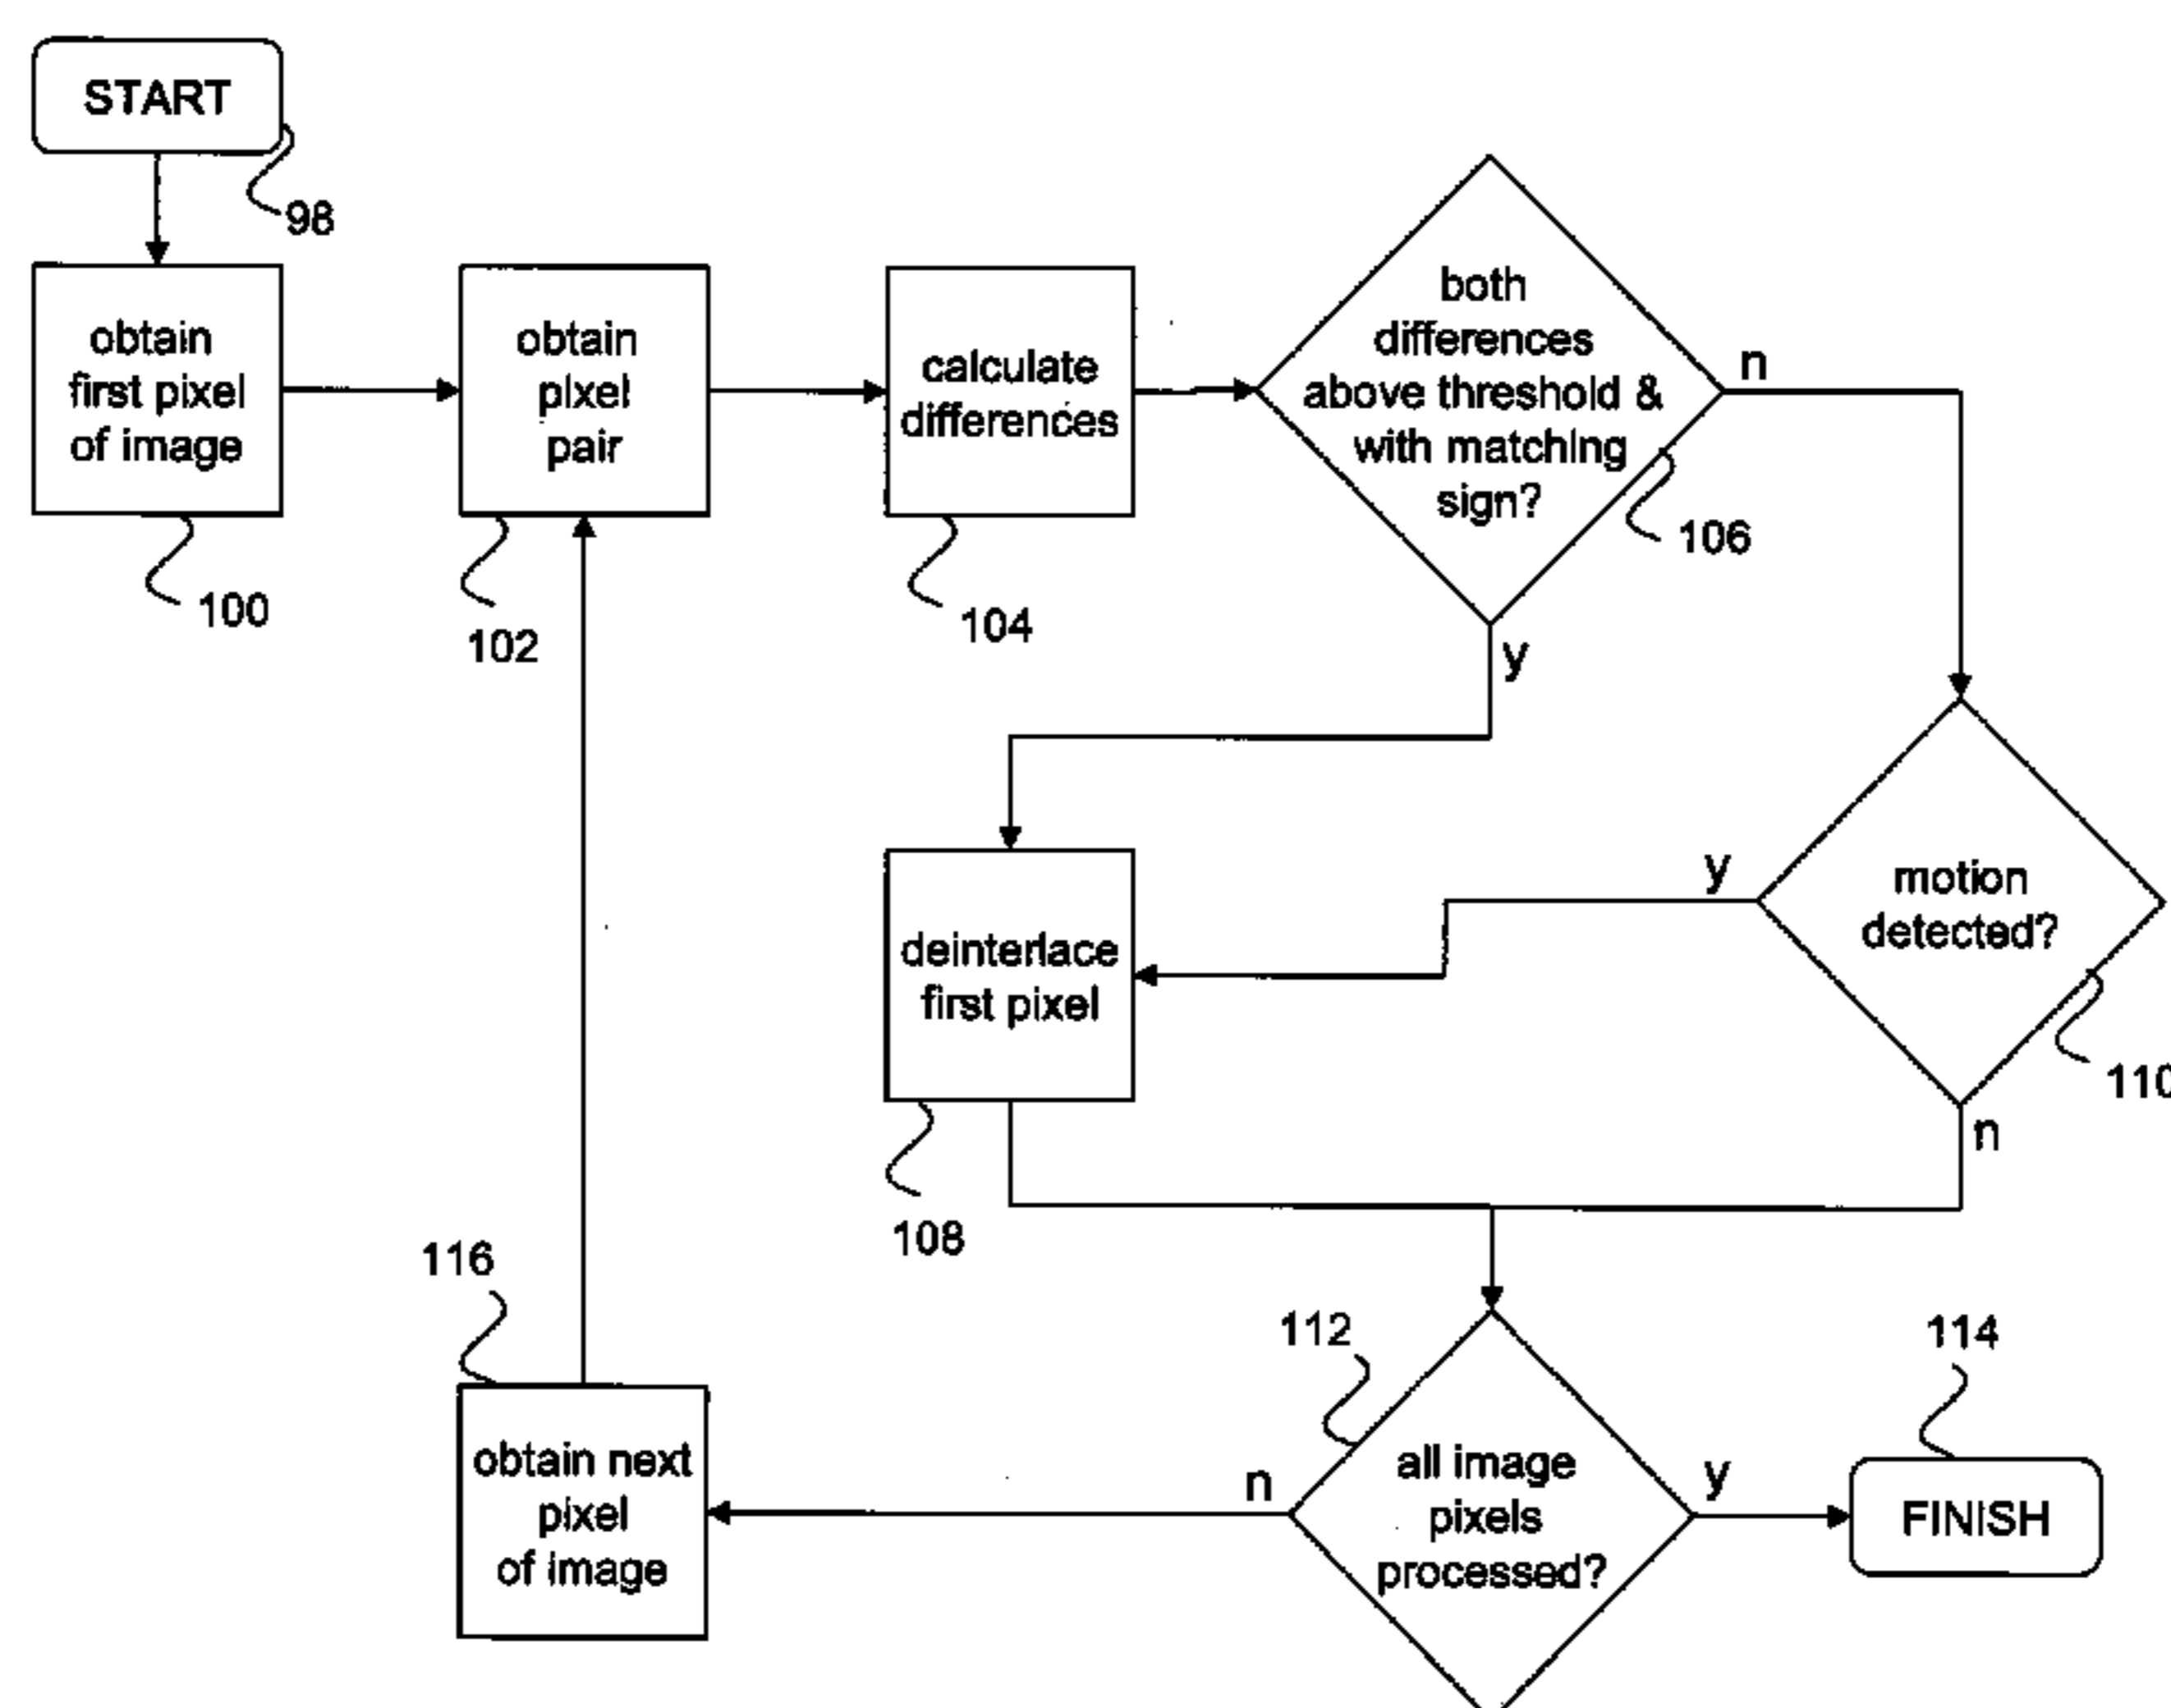 START
98
obtain
first pixel
of image
100
obtain
pixel
pair
102
calculate
differences
104
both
differences
above threshold &
with matching
sign?
106
n
y
motion
detected?
110
y
n
deinterlace
first pixel
108
112
all image
pixels
processed?
n
y
114
FINISH
116
obtain next
pixel
of image